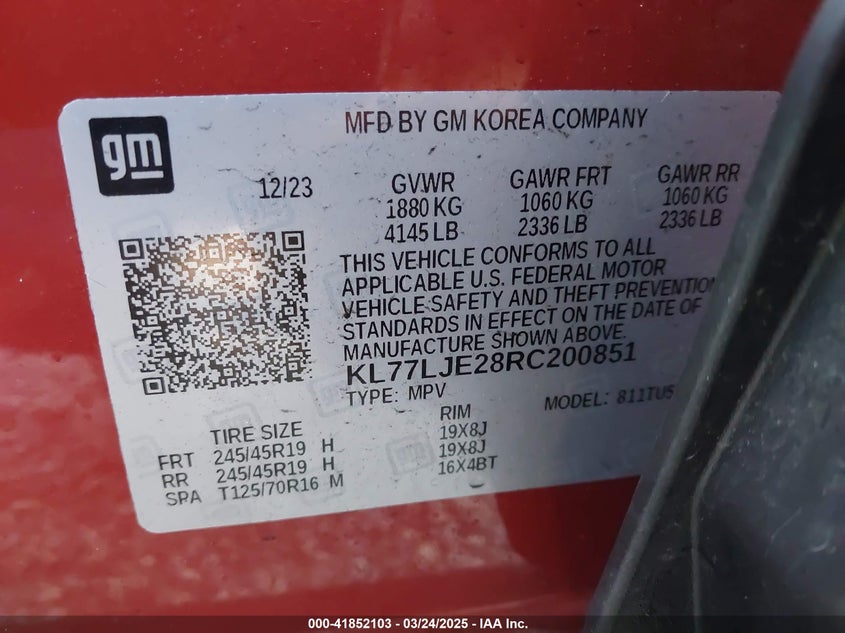 gm
MFD BY GM KOREA COMPANY
12/23
GVWR
1880 KG
4145 LB
GAWR FRT
1060 KG
2336 LB
GAWR RR
1060 KG
2336 LB
THIS VEHICLE CONFORMS TO ALL
APPLICABLE U.S. FEDERAL MOTOR
VEHICLE SAFETY AND THEFT PREVENTION
STANDARDS IN EFFECT ON THE DATE OF
MANUFACTURE SHOWN ABOVE.
KL77LJE28RC200851
TYPE: MPV MODEL: 811TU5
TIRE SIZE RIM
FRT 245/45R19 H 19X8J
RR 245/45R19 H 19X8J
SPA T125/70R16 M 16X4BT
000-41852103 - 03/24/2025 - IAA Inc.